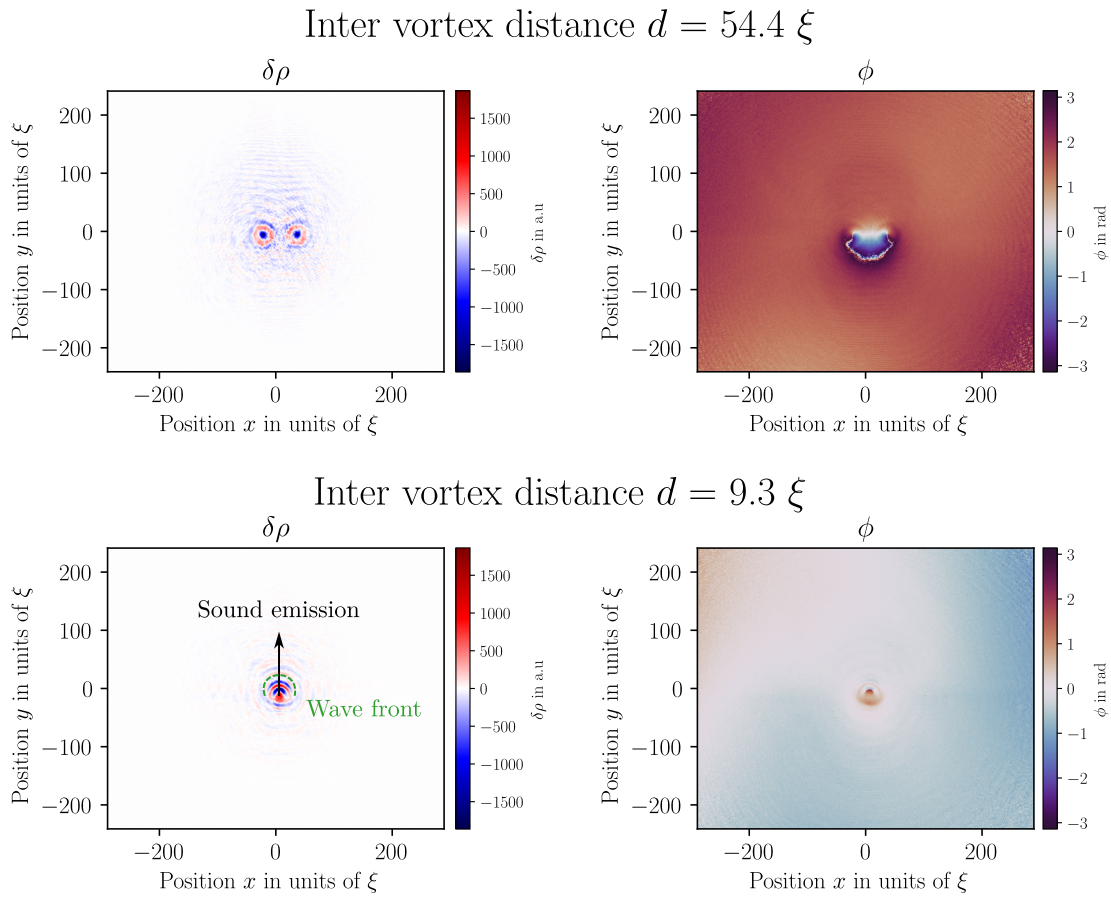 Inter vortex distance d = 54.4 ξ
δρ
ϕ
200
100
0
−100
−200
Position y in units of ξ
−200 0 200
Position x in units of ξ
1500
1000
500
0
−500
−1000
−1500
δρ in a.u
200
100
0
−100
−200
Position y in units of ξ
−200 0 200
Position x in units of ξ
3
2
1
0
−1
−2
−3
ϕ in rad
Inter vortex distance d = 9.3 ξ
δρ
ϕ
200
100
0
−100
−200
Position y in units of ξ
Sound emission
Wave front
−200 0 200
Position x in units of ξ
1500
1000
500
0
−500
−1000
−1500
δρ in a.u
200
100
0
−100
−200
Position y in units of ξ
−200 0 200
Position x in units of ξ
3
2
1
0
−1
−2
−3
ϕ in rad